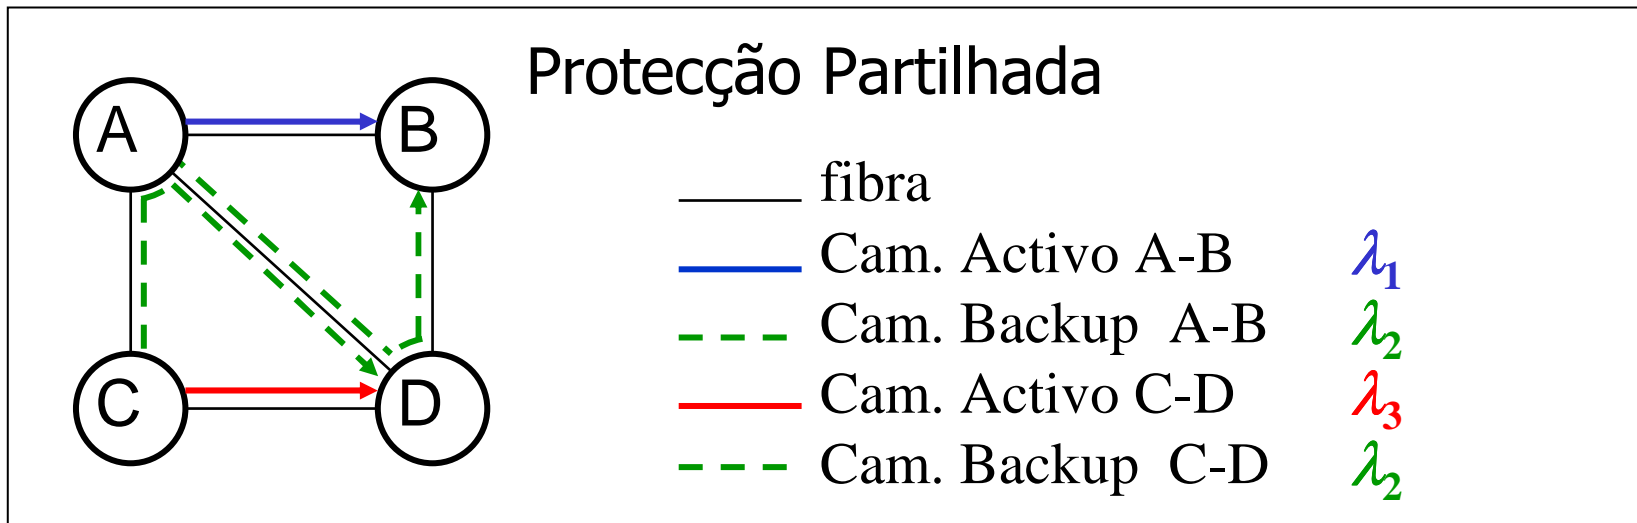 Protecção Partilhada
A
B
C
D
fibra
Cam. Activo A-B λ1
Cam. Backup A-B λ2
Cam. Activo C-D λ3
Cam. Backup C-D λ2